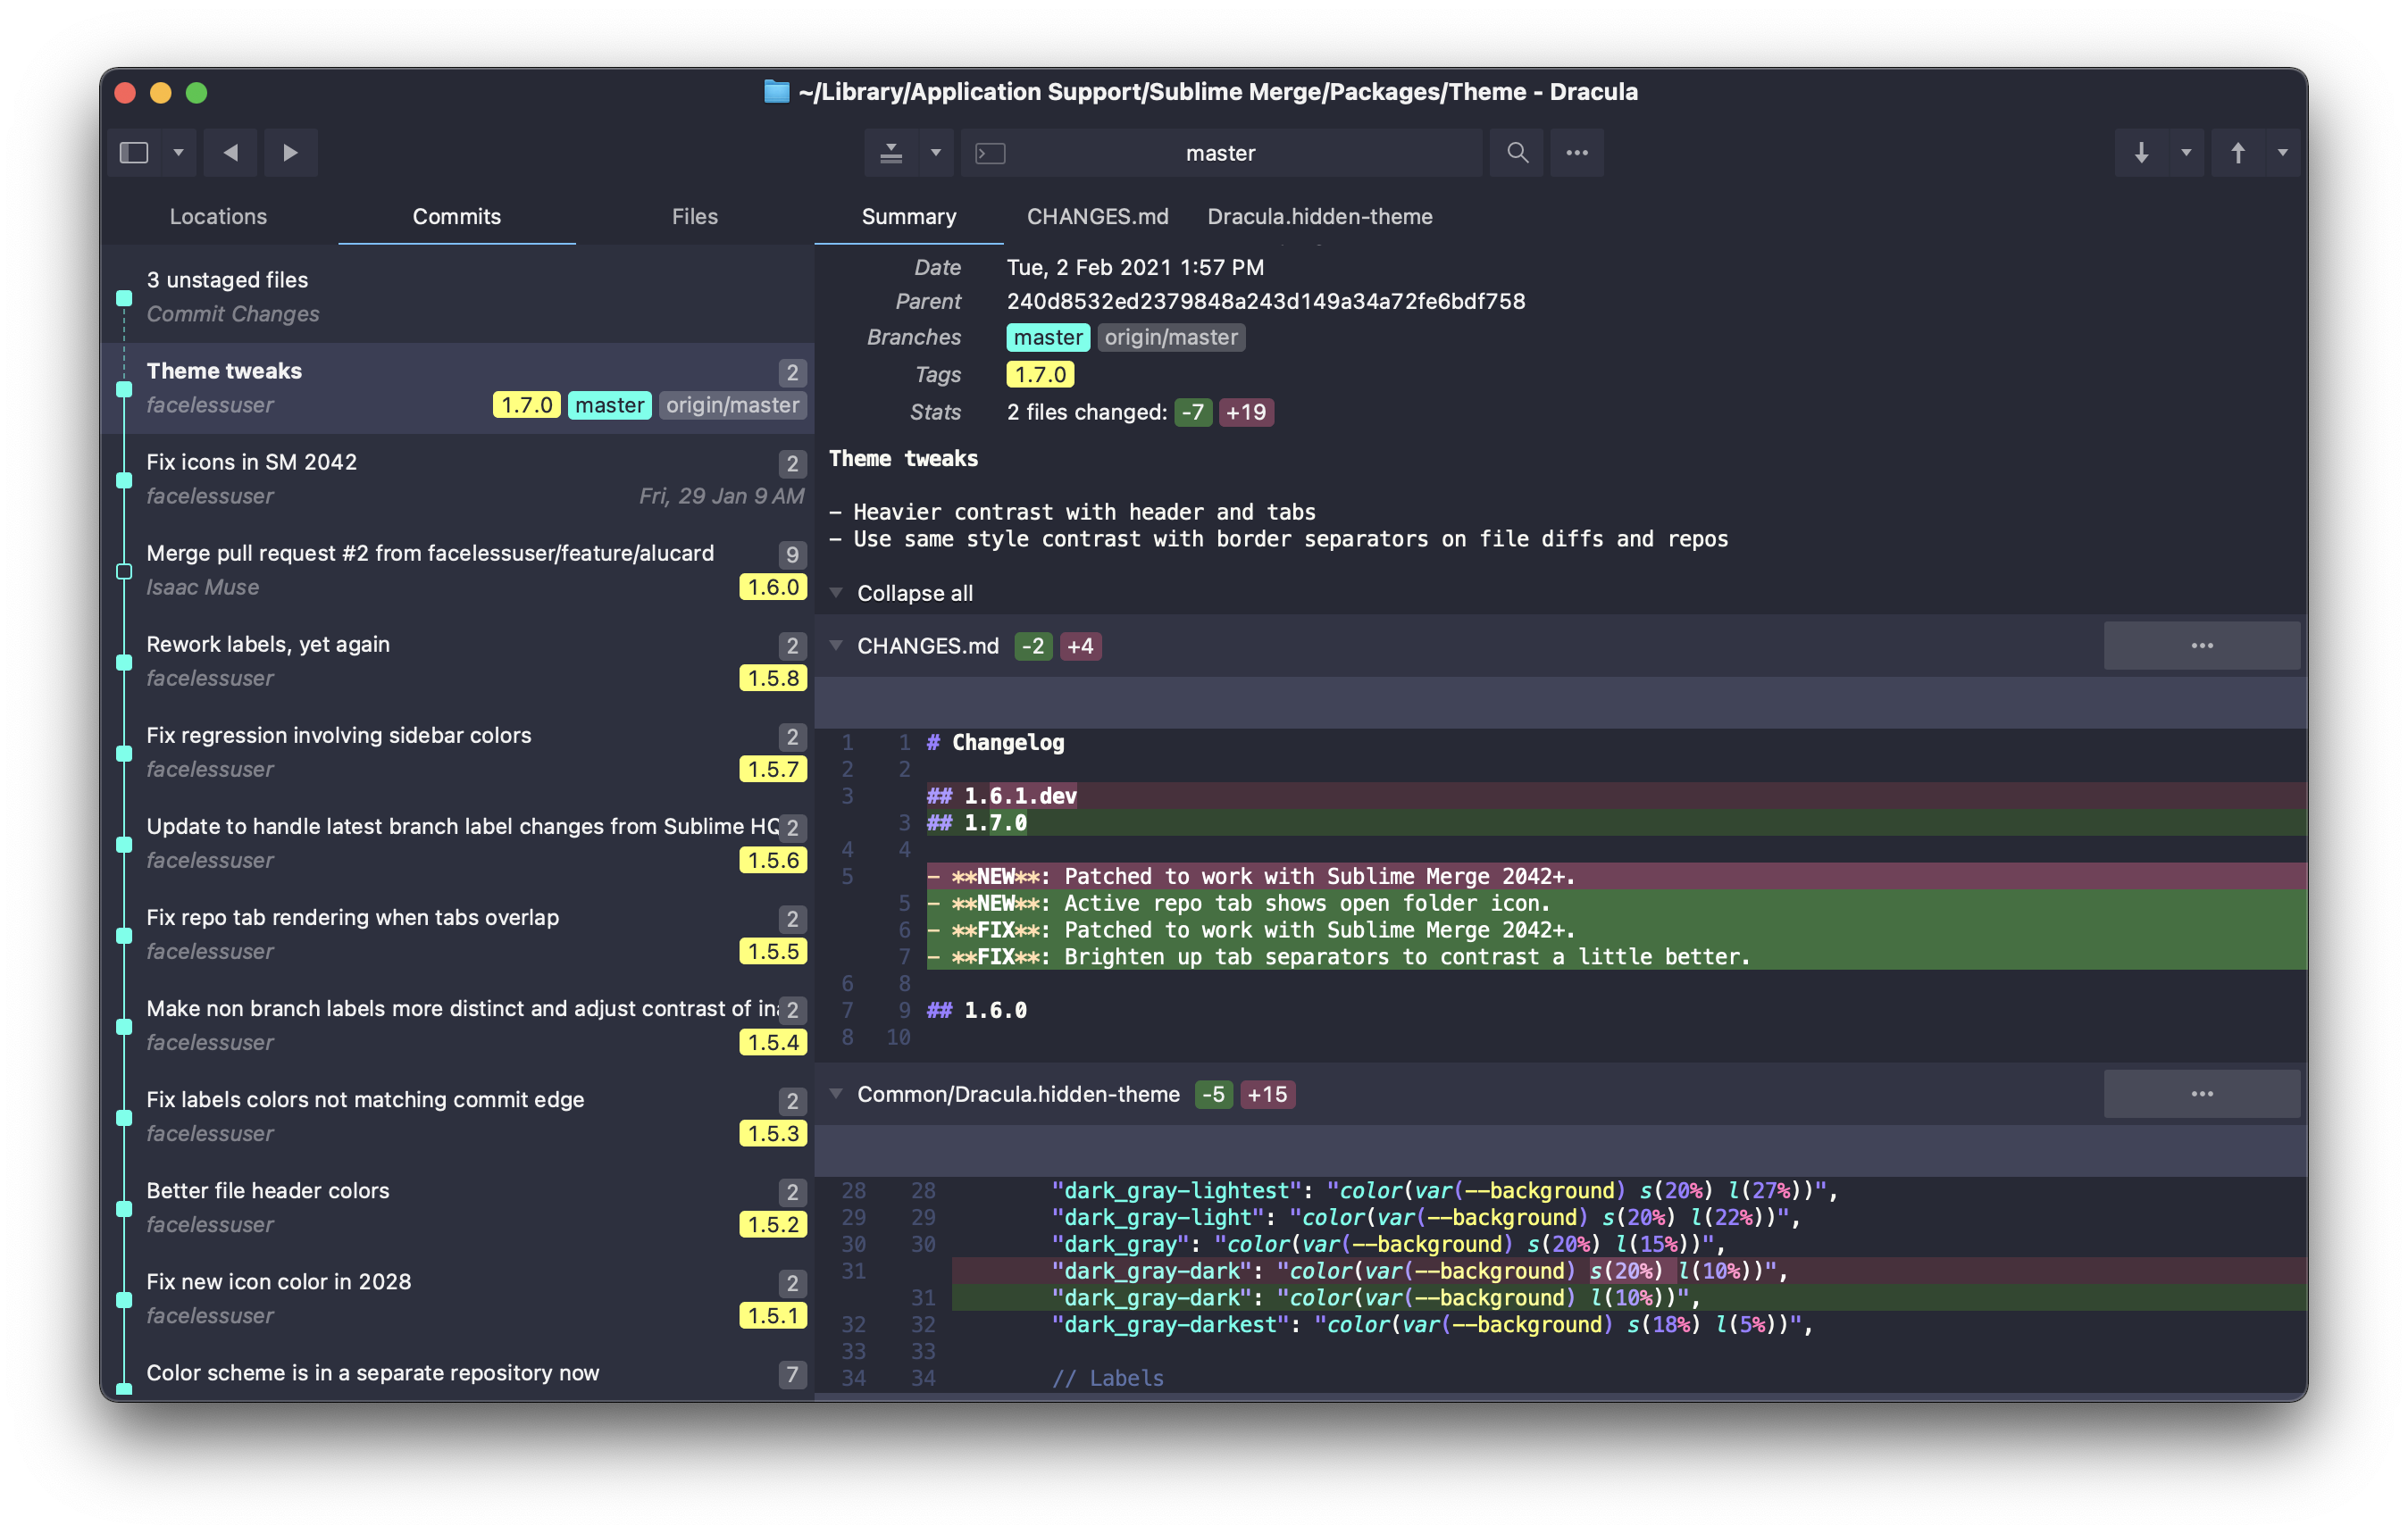 ~/Library/Application Support/Sublime Merge/Packages/Theme - Dracula
master
Locations
Commits
Files
3 unstaged files
Commit Changes
Theme tweaks 2
facelessuser 1.7.0 master origin/master
Fix icons in SM 2042 2
facelessuser Fri, 29 Jan 9 AM
Merge pull request #2 from facelessuser/feature/alucard 9
Isaac Muse 1.6.0
Rework labels, yet again 2
facelessuser 1.5.8
Fix regression involving sidebar colors 2
facelessuser 1.5.7
Update to handle latest branch label changes from Sublime HQ 2
facelessuser 1.5.6
Fix repo tab rendering when tabs overlap 2
facelessuser 1.5.5
Make non branch labels more distinct and adjust contrast of in 2
facelessuser 1.5.4
Fix labels colors not matching commit edge 2
facelessuser 1.5.3
Better file header colors 2
facelessuser 1.5.2
Fix new icon color in 2028 2
facelessuser 1.5.1
Color scheme is in a separate repository now 7
Summary
CHANGES.md
Dracula.hidden-theme
Date Tue, 2 Feb 2021 1:57 PM
Parent 240d8532ed2379848a243d149a34a72fe6bdf758
Branches master origin/master
Tags 1.7.0
Stats 2 files changed: -7 +19
Theme tweaks
- Heavier contrast with header and tabs
- Use same style contrast with border separators on file diffs and repos
Collapse all
CHANGES.md -2 +4
1 1 # Changelog
2 2
3 ## 1.6.1.dev
3 ## 1.7.0
4 4
5 - **NEW**: Patched to work with Sublime Merge 2042+.
5 - **NEW**: Active repo tab shows open folder icon.
6 - **FIX**: Patched to work with Sublime Merge 2042+.
7 - **FIX**: Brighten up tab separators to contrast a little better.
6 8
7 9 ## 1.6.0
8 10
Common/Dracula.hidden-theme -5 +15
28 28 "dark_gray-lightest": "color(var(--background) s(20%) l(27%))",
29 29 "dark_gray-light": "color(var(--background) s(20%) l(22%))",
30 30 "dark_gray": "color(var(--background) s(20%) l(15%))",
31 "dark_gray-dark": "color(var(--background) s(20%) l(10%))",
31 "dark_gray-dark": "color(var(--background) l(10%))",
32 32 "dark_gray-darkest": "color(var(--background) s(18%) l(5%))",
33 33
34 34 // Labels